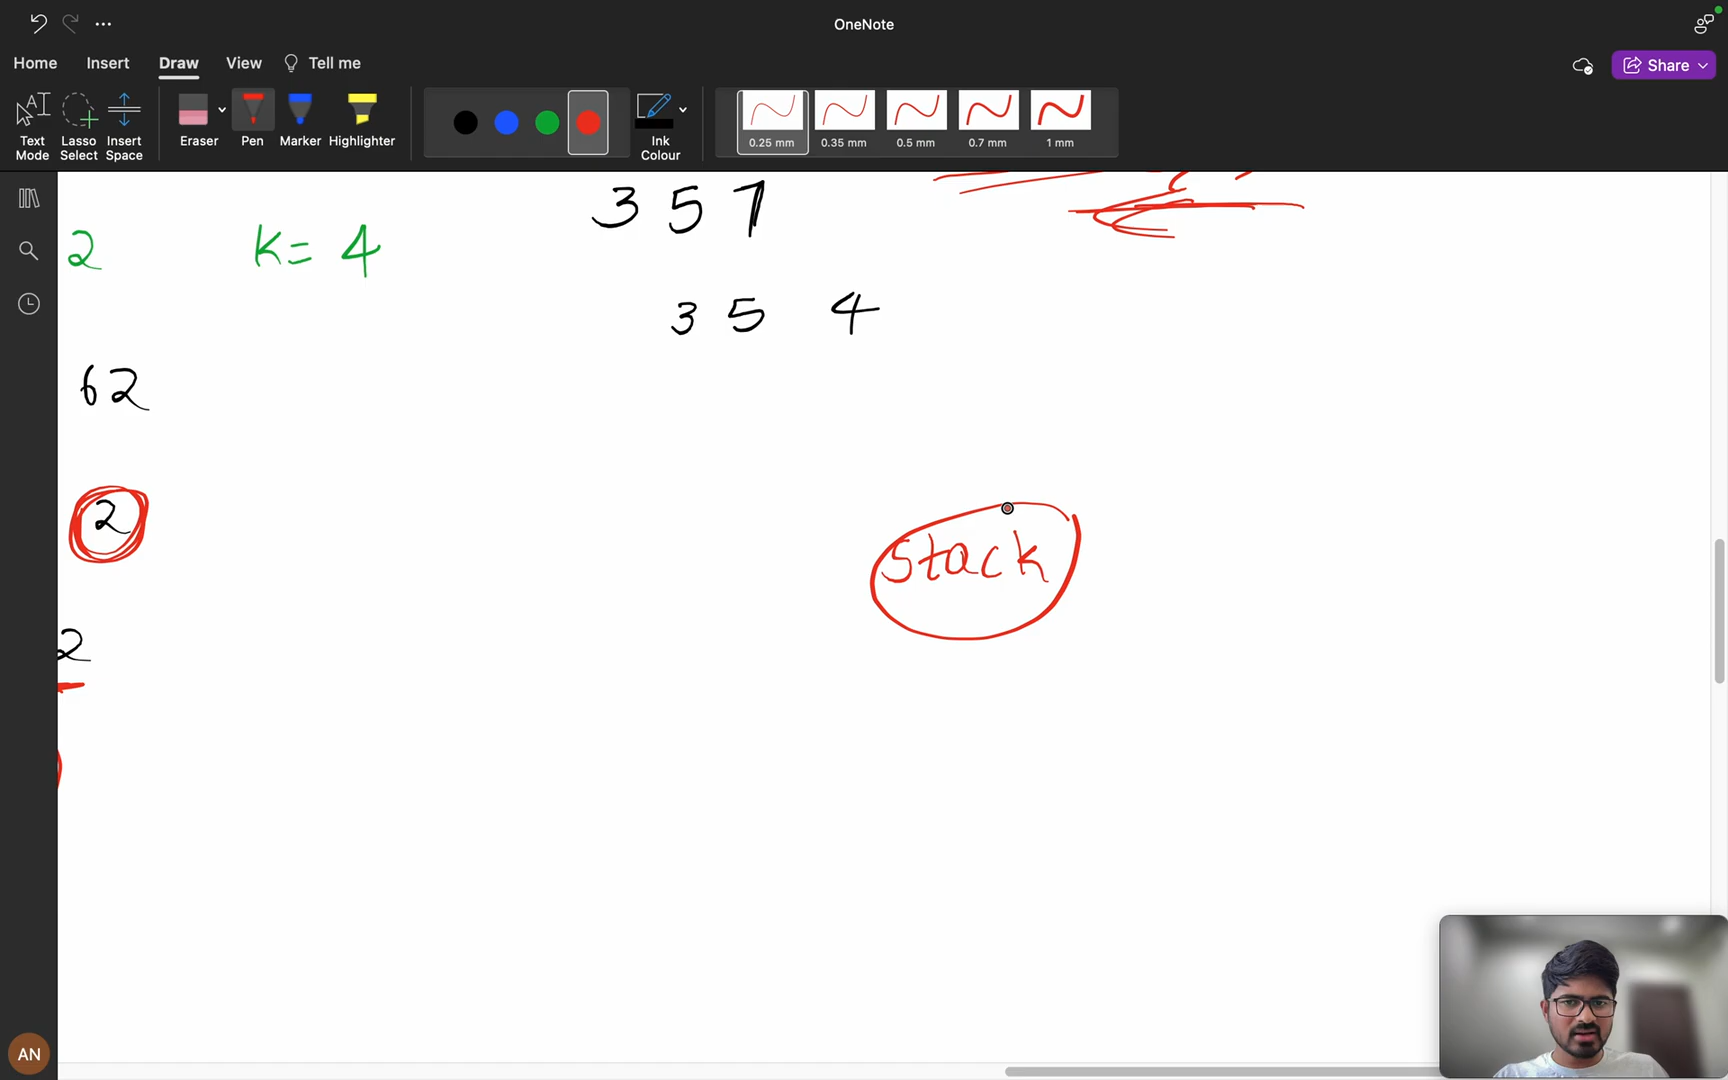 OneNote
Home Insert Draw View Tell me
Share
Text Mode
Lasso Select
Insert Space
Eraser
Pen
Marker
Highlighter
Ink Colour
0.25 mm
0.35 mm
0.5 mm
0.7 mm
1 mm
3 5 7
2 K= 4
3 5 4
62
2
Stack
2
AN